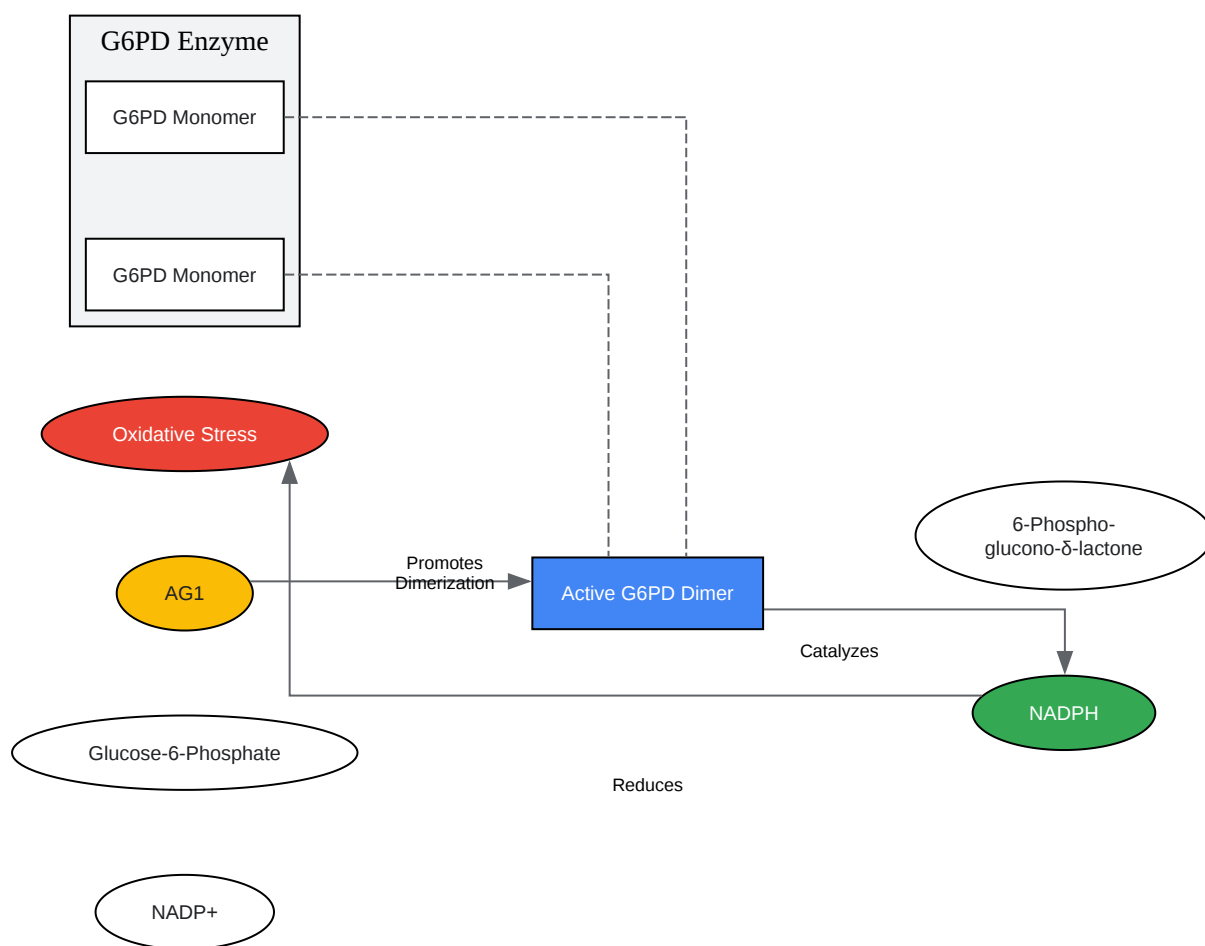 G6PD Enzyme
G6PD Monomer
G6PD Monomer
Oxidative Stress
6-Phospho-
glucono-δ-lactone
Promotes
Dimerization
AG1
Active G6PD Dimer
Catalyzes
NADPH
Glucose-6-Phosphate
Reduces
NADP+